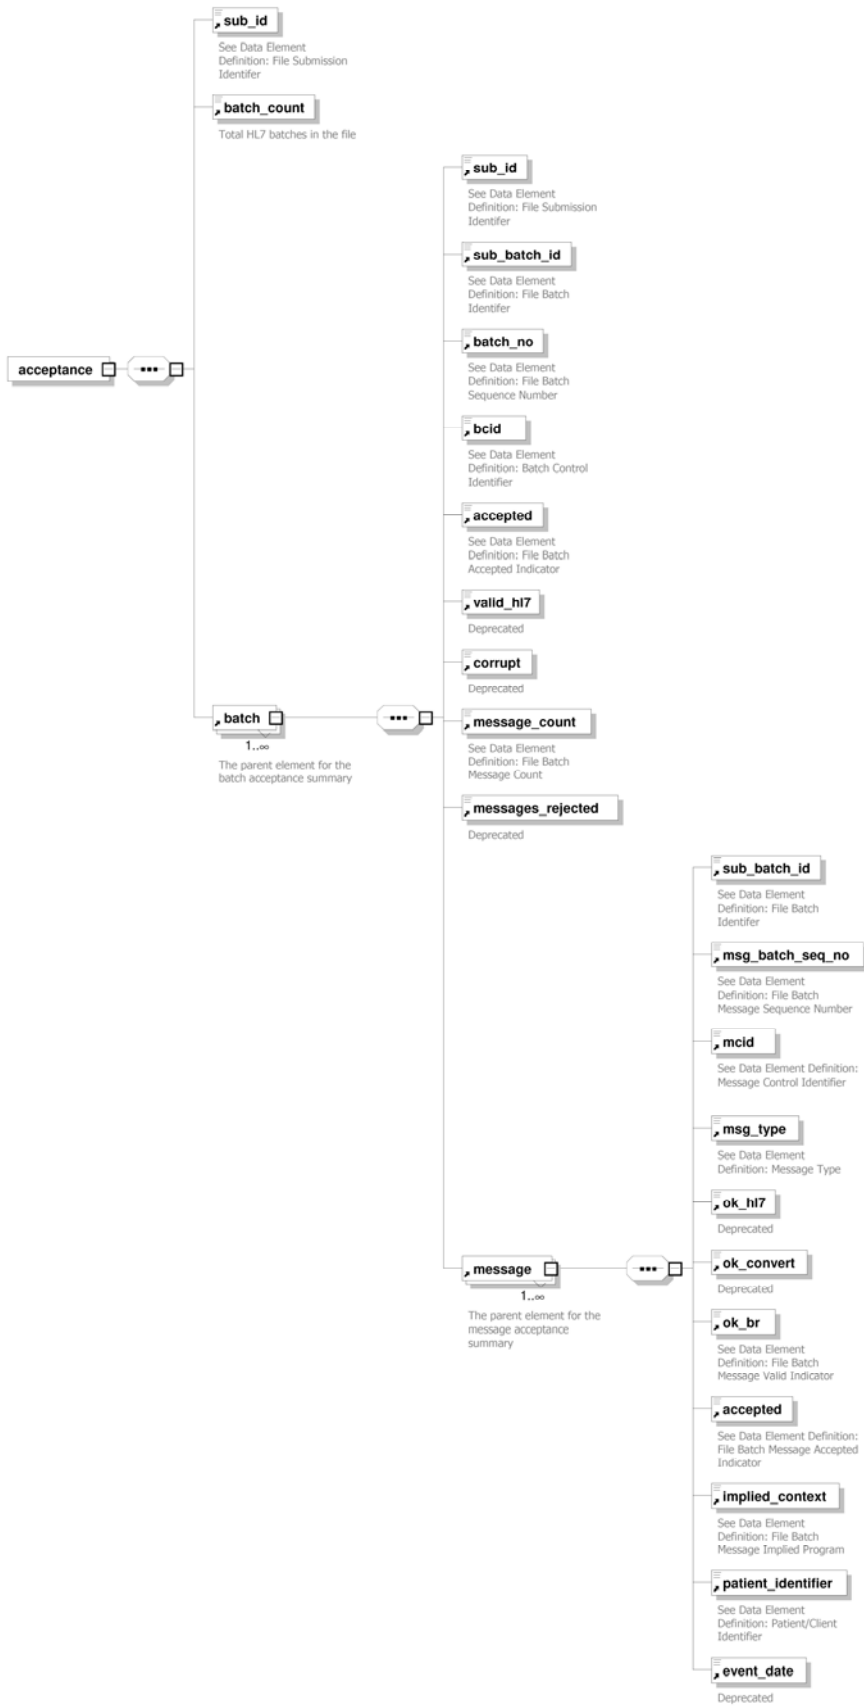 sub_id
See Data Element
Definition: File Submission
Identifer
batch_count
Total HL7 batches in the file
acceptance
batch
1..∞
The parent element for the
batch acceptance summary
sub_id
See Data Element
Definition: File Submission
Identifer
sub_batch_id
See Data Element
Definition: File Batch
Identifer
batch_no
See Data Element
Definition: File Batch
Sequence Number
bcid
See Data Element
Definition: Batch Control
Identifier
accepted
See Data Element
Definition: File Batch
Accepted Indicator
valid_hl7
Deprecated
corrupt
Deprecated
message_count
See Data Element
Definition: File Batch
Message Count
messages_rejected
Deprecated
message
1..∞
The parent element for the
message acceptance
summary
sub_batch_id
See Data Element
Definition: File Batch
Identifer
msg_batch_seq_no
See Data Element
Definition: File Batch
Message Sequence Number
mcid
See Data Element Definition:
Message Control Identifier
msg_type
See Data Element
Definition: Message Type
ok_hl7
Deprecated
ok_convert
Deprecated
ok_br
See Data Element
Definition: File Batch
Message Valid Indicator
accepted
See Data Element Definition:
File Batch Message Accepted
Indicator
implied_context
See Data Element
Definition: File Batch
Message Implied Program
patient_identifier
See Data Element
Definition: Patient/Client
Identifier
event_date
Deprecated